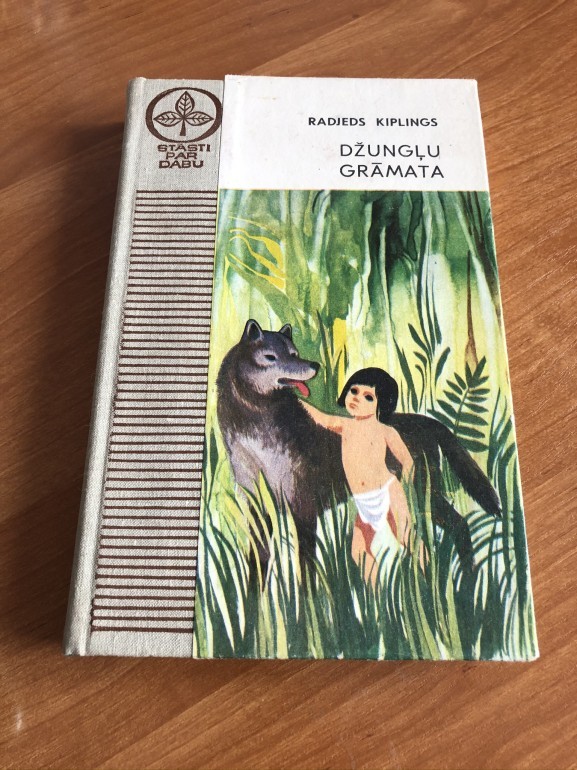 STĀSTI
PAR
DABU
RADJEDS KIPLINGS
DŽUNGĻU
GRĀMATA